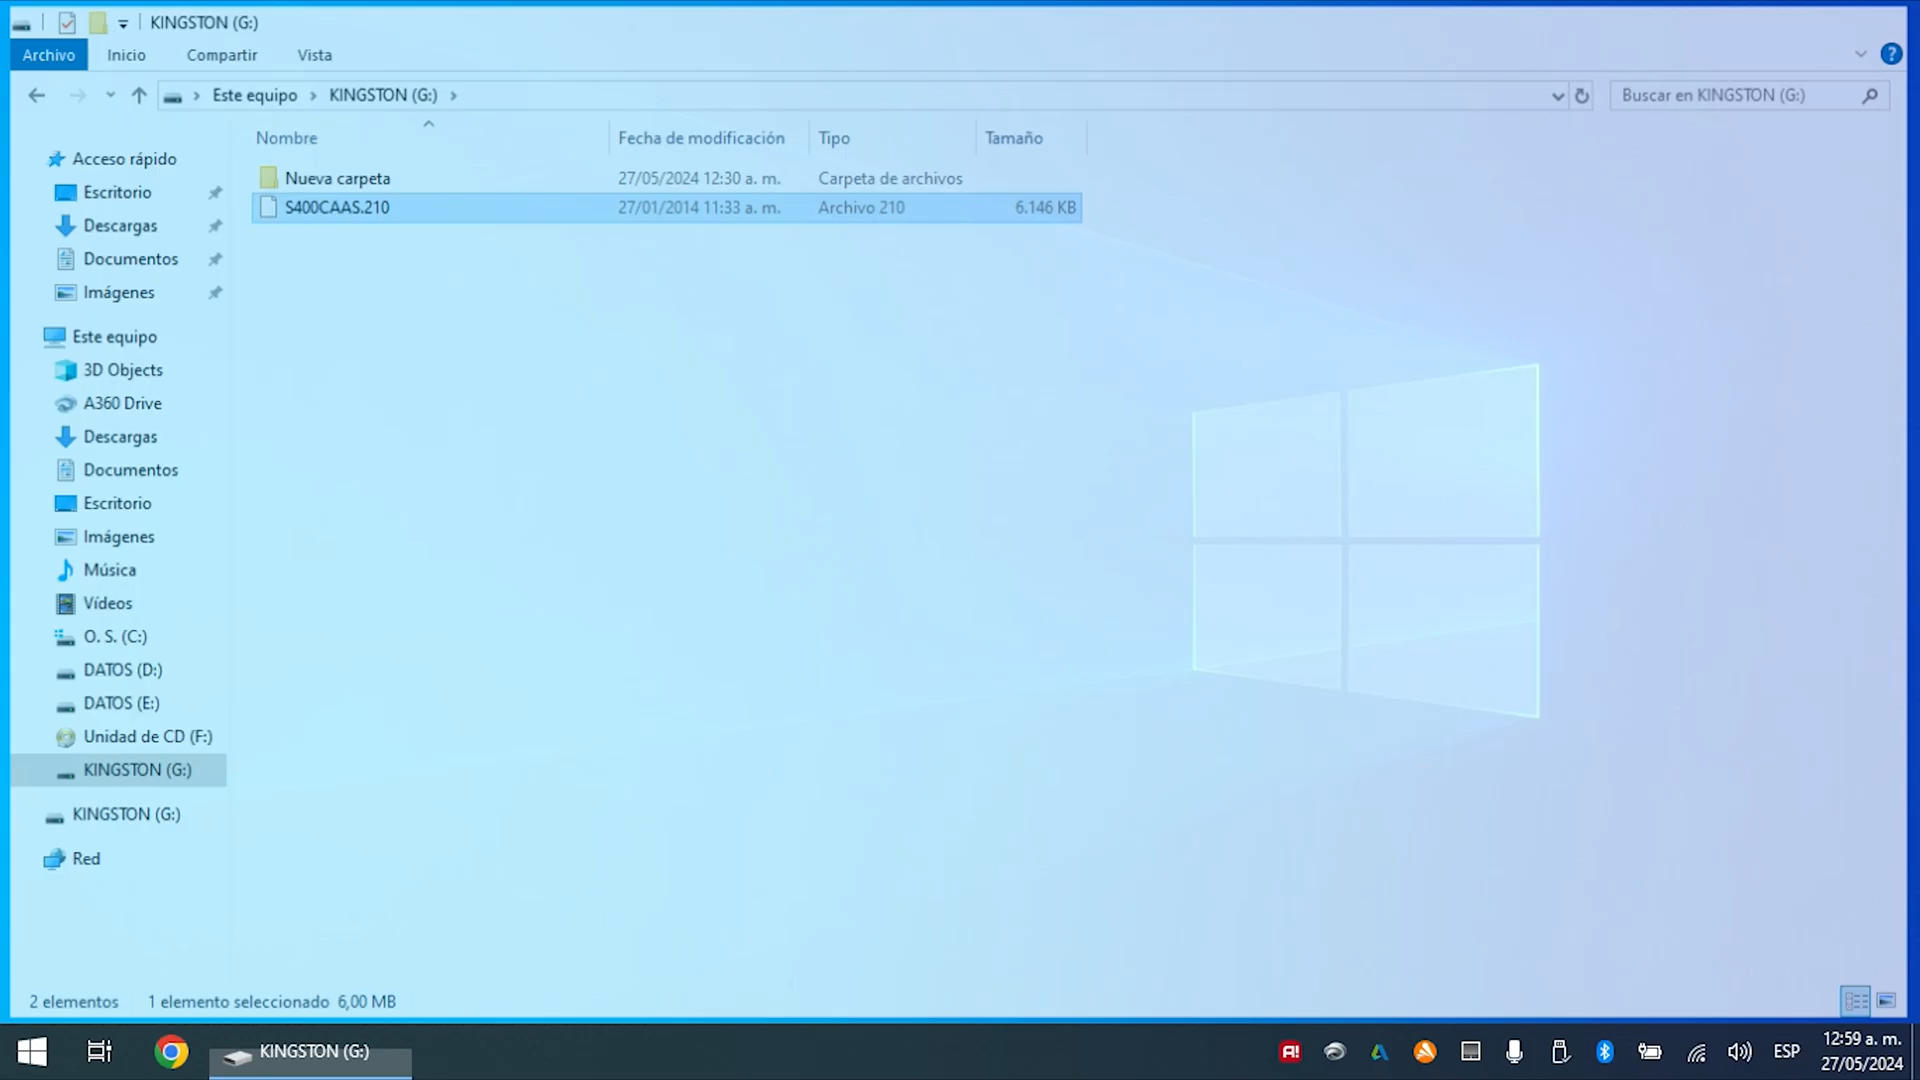 KINGSTON (G:)
Archivo Inicio Compartir Vista
Este equipo KINGSTON (G:)
Buscar en KINGSTON (G:)
Nombre Fecha de modificación Tipo Tamaño
Nueva carpeta 27/05/2024 12:30 a. m. Carpeta de archivos
S400CAAS.210 27/01/2014 11:33 a. m. Archivo 210 6.146 KB
Acceso rápido
Escritorio
Descargas
Documentos
Imágenes
Este equipo
3D Objects
A360 Drive
Descargas
Documentos
Escritorio
Imágenes
Música
Vídeos
O. S. (C:)
DATOS (D:)
DATOS (E:)
Unidad de CD (F:)
KINGSTON (G:)
KINGSTON (G:)
Red
2 elementos 1 elemento seleccionado 6,00 MB
KINGSTON (G:)
ESP
12:59 a. m.
27/05/2024